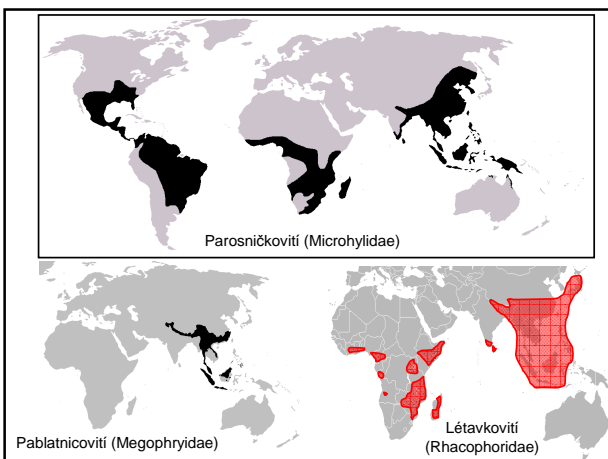 Parosničkovití (Microhylidae)
Pablatnicovití (Megophryidae)
Létavkovití
(Rhacophoridae)